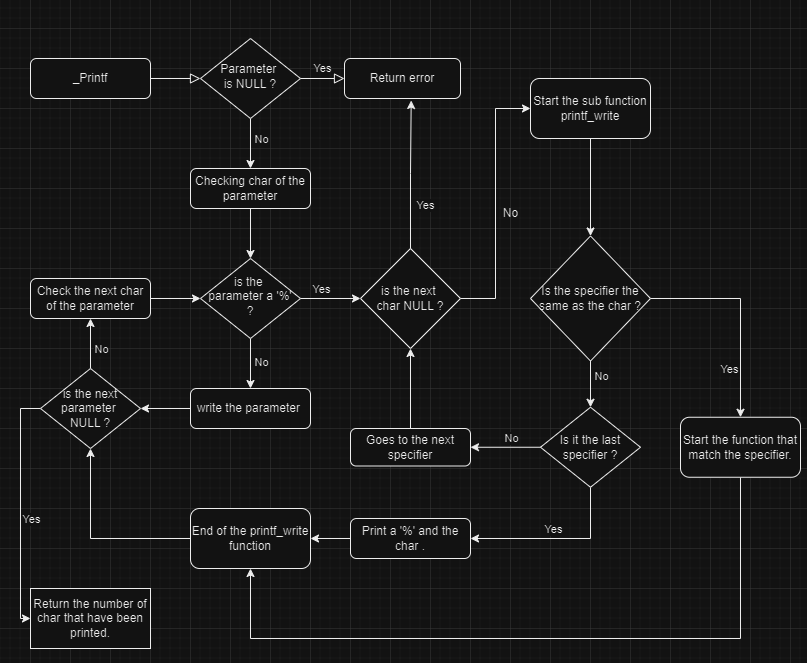 _Printf
Parameter
is NULL ?
Yes
Return error
Start the sub function
printf_write
No
Checking char of the
parameter
Yes
No
Check the next char
of the parameter
is the
parameter a '%'
?
Yes
is the next
char NULL ?
Is the specifier the
same as the char ?
No
No
No
Yes
is the next
parameter
NULL ?
write the parameter
Goes to the next
specifier
No
Is it the last
specifier ?
Start the function that
match the specifier.
Yes
End of the printf_write
function
Print a '%' and the
char .
Yes
Return the number of
char that have been
printed.